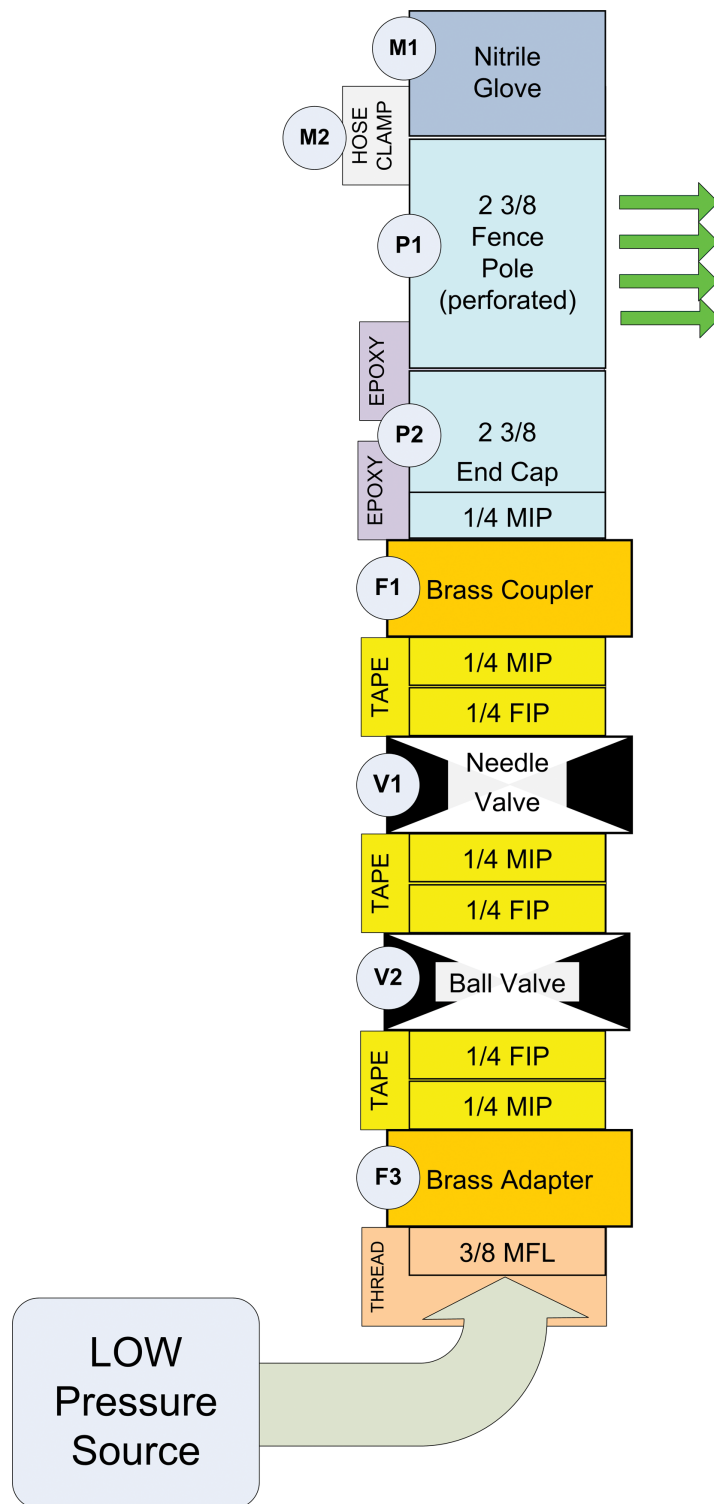 M1
Nitrile
Glove
M2
HOSE
CLAMP
P1
2 3/8
Fence
Pole
(perforated)
EPOXY
P2
2 3/8
End Cap
EPOXY
1/4 MIP
F1
Brass Coupler
TAPE
1/4 MIP
1/4 FIP
V1
Needle
Valve
TAPE
1/4 MIP
1/4 FIP
V2
Ball Valve
TAPE
1/4 FIP
1/4 MIP
F3
Brass Adapter
THREAD
3/8 MFL
LOW
Pressure
Source